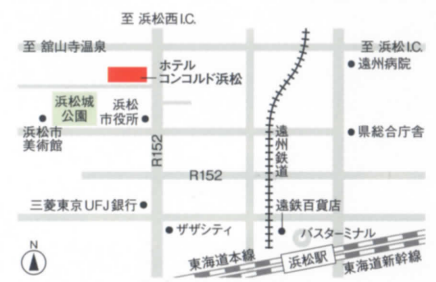 至 浜松西I.C.
至 舘山寺温泉
至 浜松I.C.
ホテル
コンコルド浜松
遠州病院
浜松城
公園
浜松
市役所
浜松市
美術館
R152
遠州鉄道
県総合庁舎
R152
三菱東京UFJ銀行
ザザシティ
遠鉄百貨店
バスターミナル
N
東海道本線
浜松駅
東海道新幹線